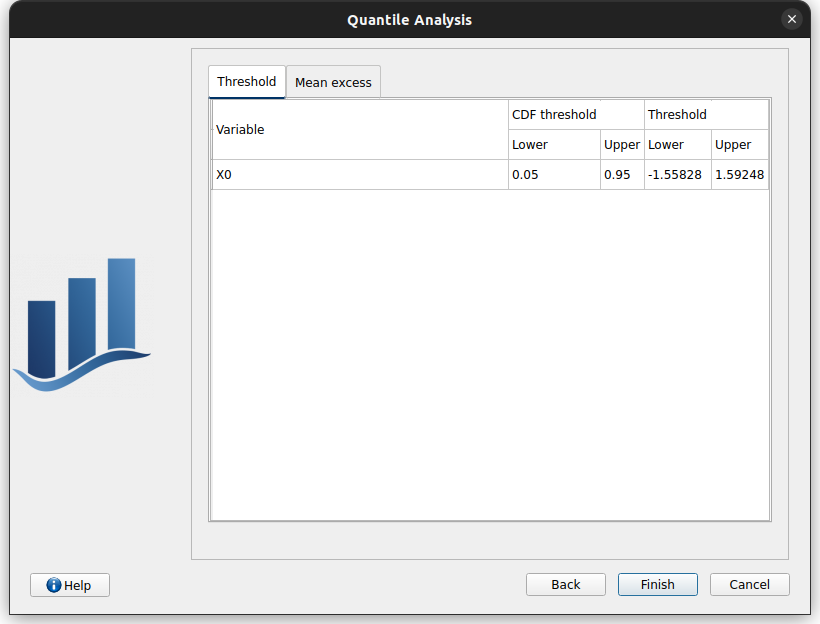 Quantile Analysis
Threshold Mean excess
Variable CDF threshold Threshold
Lower Upper Lower Upper
X0 0.05 0.95 -1.55828 1.59248
Help Back Finish Cancel